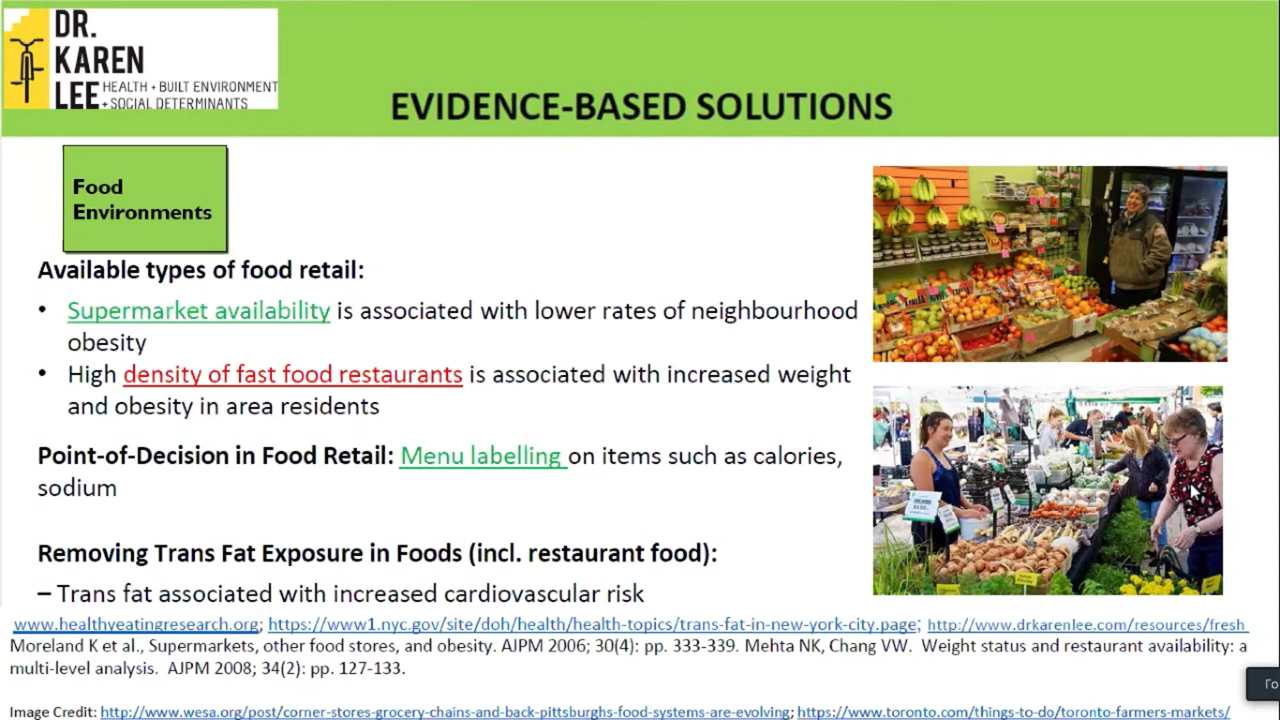 DR.
KAREN
LEE HEALTH + BUILT ENVIRONMENT
+ SOCIAL DETERMINANTS
EVIDENCE-BASED SOLUTIONS
Food
Environments
Available types of food retail:
• Supermarket availability is associated with lower rates of neighbourhood
obesity
• High density of fast food restaurants is associated with increased weight
and obesity in area residents
Point-of-Decision in Food Retail: Menu labelling on items such as calories,
sodium
Removing Trans Fat Exposure in Foods (incl. restaurant food):
– Trans fat associated with increased cardiovascular risk
www.healthyeatingresearch.org; https://www1.nyc.gov/site/doh/health/health-topics/trans-fat-in-new-york-city.page; http://www.drkarenlee.com/resources/fresh
Moreland K et al., Supermarkets, other food stores, and obesity. AJPM 2006; 30(4): pp. 333-339. Mehta NK, Chang VW. Weight status and restaurant availability: a
multi-level analysis. AJPM 2008; 34(2): pp. 127-133.
Image Credit: http://www.wesa.org/post/corner-stores-grocery-chains-and-back-pittsburghs-food-systems-are-evolving; https://www.toronto.com/things-to-do/toronto-farmers-markets/